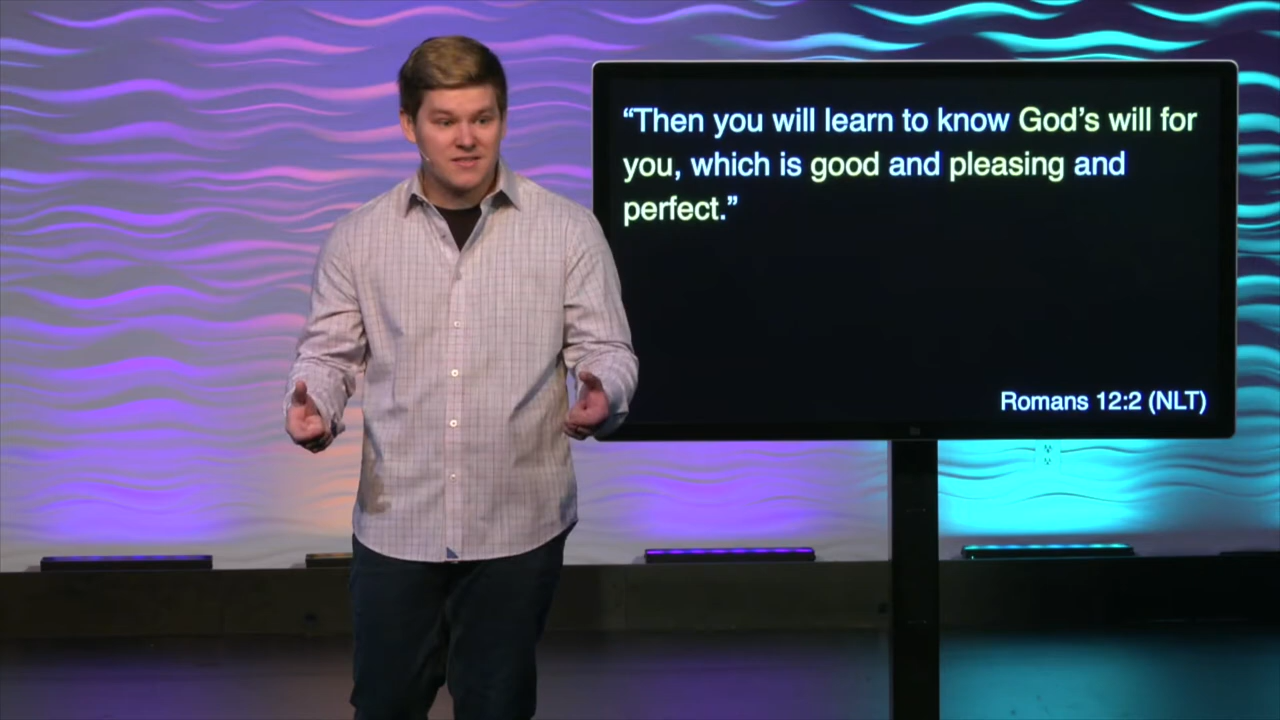 “Then you will learn to know God’s will for
you, which is good and pleasing and
perfect.”
Romans 12:2 (NLT)